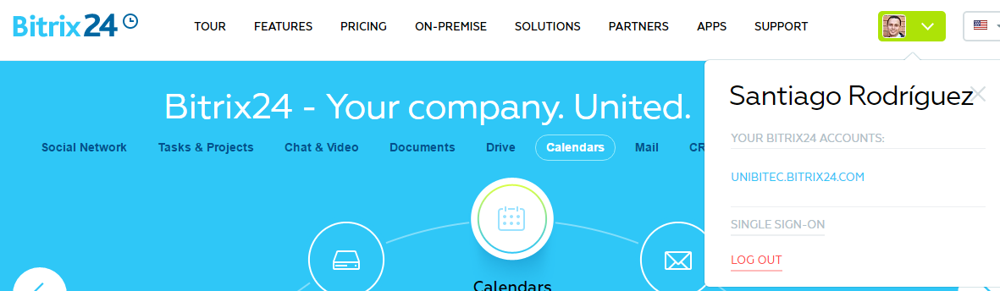 Bitrix24
TOUR FEATURES PRICING ON-PREMISE SOLUTIONS PARTNERS APPS SUPPORT
Bitrix24 - Your company. United.
Social Network Tasks & Projects Chat & Video Documents Drive Calendars Mail CR
Calendars
Santiago Rodríguez
YOUR BITRIX24 ACCOUNTS:
UNIBITEC.BITRIX24.COM
SINGLE SIGN-ON
LOG OUT